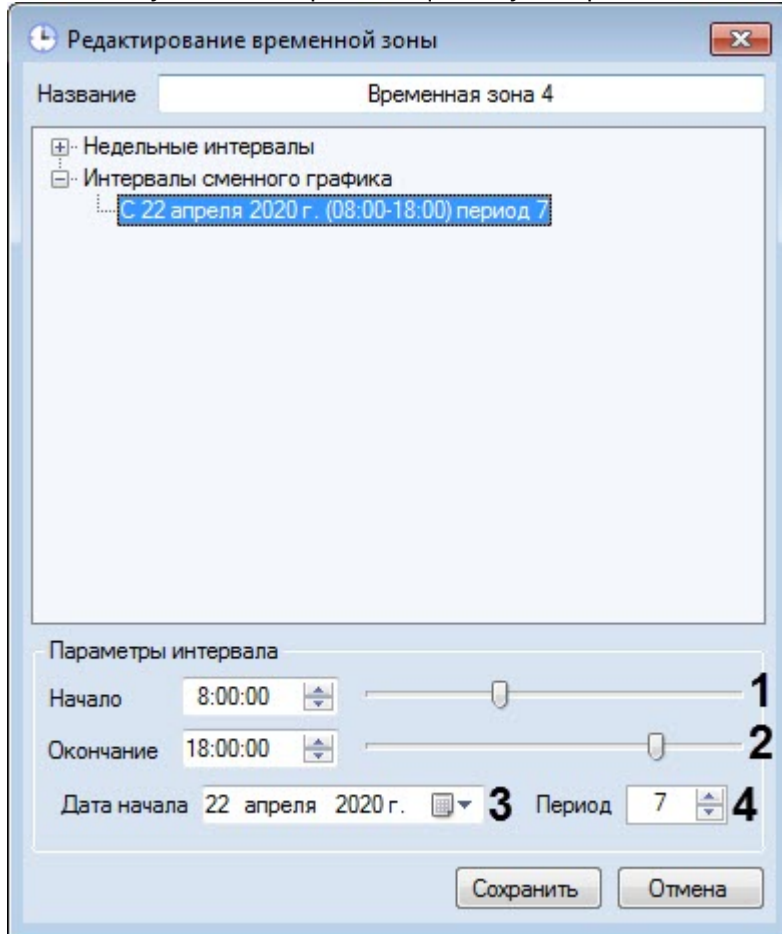 Редактирование временной зоны
Название Временная зона 4
Недельные интервалы
Интервалы сменного графика
С 22 апреля 2020 г. (08:00-18:00) период 7
Параметры интервала
Начало 8:00:00 1
Окончание 18:00:00 2
Дата начала 22 апреля 2020 г. 3 Период 7 4
Сохранить Отмена